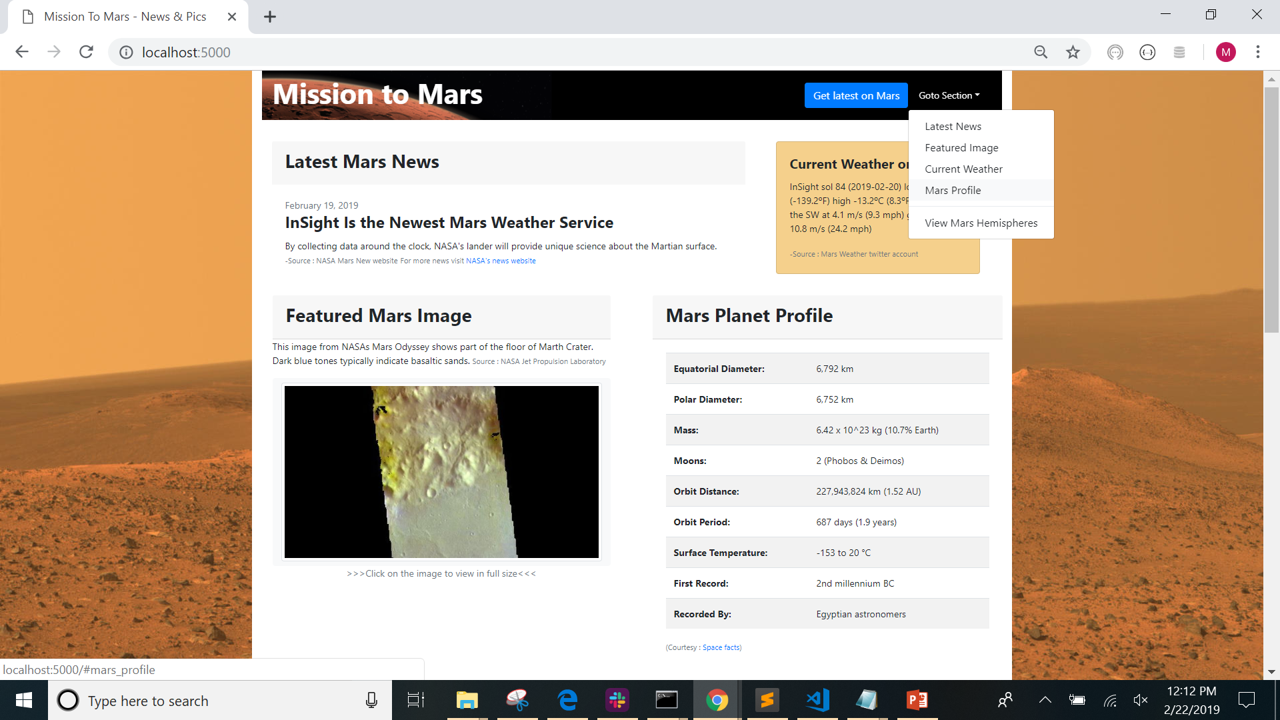 Mission To Mars - News & Pics
localhost:5000
M
Mission to Mars
Get latest on Mars
Goto Section
Latest News
Featured Image
Current Weather
Mars Profile
View Mars Hemispheres
Latest Mars News
February 19, 2019
InSight Is the Newest Mars Weather Service
By collecting data around the clock, NASA's lander will provide unique science about the Martian surface.
-Source : NASA Mars New website For more news visit NASA's news website
Current Weather on
InSight sol 84 (2019-02-20)
(-139.2ºF) high -13.2ºC (8.3ºF
the SW at 4.1 m/s (9.3 mph)
10.8 m/s (24.2 mph)
-Source : Mars Weather twitter account
Featured Mars Image
This image from NASAs Mars Odyssey shows part of the floor of Marth Crater.
Dark blue tones typically indicate basaltic sands. Source : NASA Jet Propulsion Laboratory
>>>Click on the image to view in full size<<<
Mars Planet Profile
Equatorial Diameter: 6,792 km
Polar Diameter: 6,752 km
Mass: 6.42 x 10^23 kg (10.7% Earth)
Moons: 2 (Phobos & Deimos)
Orbit Distance: 227,943,824 km (1.52 AU)
Orbit Period: 687 days (1.9 years)
Surface Temperature: -153 to 20 °C
First Record: 2nd millennium BC
Recorded By: Egyptian astronomers
(Courtesy : Space facts)
localhost:5000/#mars_profile
Type here to search
12:12 PM
2/22/2019